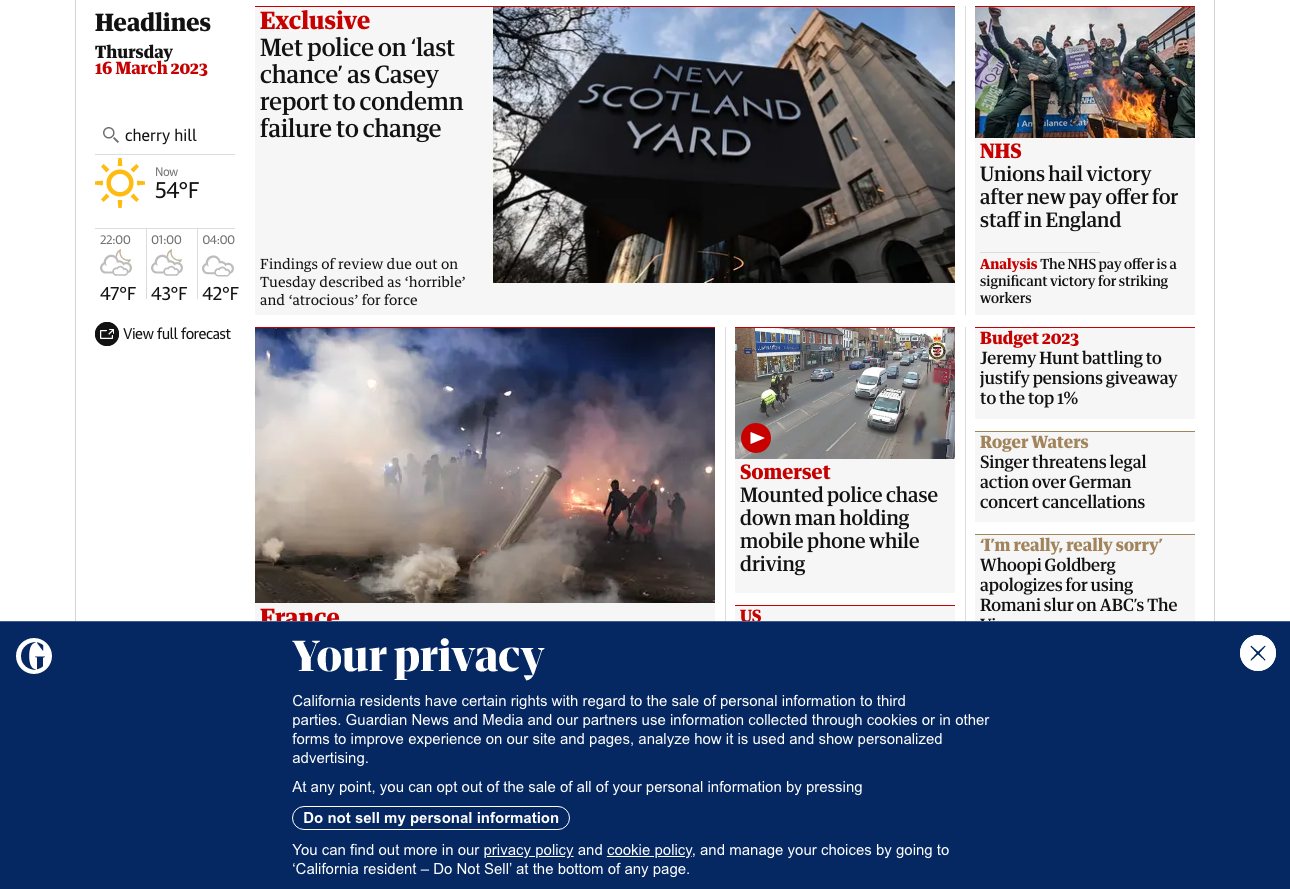 Headlines
Thursday
16 March 2023
cherry hill
Now
54°F
22:00
01:00
04:00
47°F
43°F
42°F
View full forecast
Exclusive
Met police on ‘last
chance’ as Casey
report to condemn
failure to change
Findings of review due out on
Tuesday described as ‘horrible’
and ‘atrocious’ for force
NEW
SCOTLAND
YARD
NHS
Unions hail victory
after new pay offer for
staff in England
Analysis The NHS pay offer is a
significant victory for striking
workers
France
Somerset
Mounted police chase
down man holding
mobile phone while
driving
US
Budget 2023
Jeremy Hunt battling to
justify pensions giveaway
to the top 1%
Roger Waters
Singer threatens legal
action over German
concert cancellations
‘I’m really, really sorry’
Whoopi Goldberg
apologizes for using
Romani slur on ABC’s The
Your privacy
California residents have certain rights with regard to the sale of personal information to third
parties. Guardian News and Media and our partners use information collected through cookies or in other
forms to improve experience on our site and pages, analyze how it is used and show personalized
advertising.
At any point, you can opt out of the sale of all of your personal information by pressing
Do not sell my personal information
You can find out more in our privacy policy and cookie policy, and manage your choices by going to
‘California resident – Do Not Sell’ at the bottom of any page.